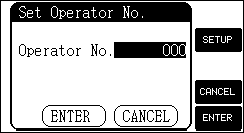 Set Operator No.
Operator No. 000
SETUP
CANCEL
ENTER CANCEL
ENTER